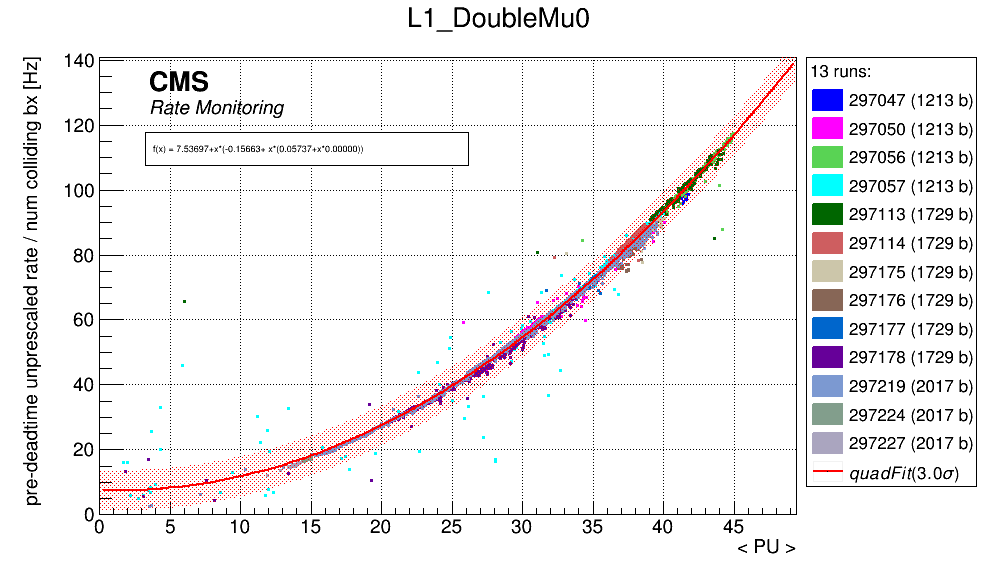 L1_DoubleMu0
pre-deadtime unprescaled rate / num colliding bx [Hz]
140
120
100
80
60
40
20
0
CMS
Rate Monitoring
f(x) = 7.53697+x*(-0.15663+ x*(0.05737+x*0.00000))
0 5 10 15 20 25 30 35 40 45
< PU >
13 runs:
297047 (1213 b)
297050 (1213 b)
297056 (1213 b)
297057 (1213 b)
297113 (1729 b)
297114 (1729 b)
297175 (1729 b)
297176 (1729 b)
297177 (1729 b)
297178 (1729 b)
297219 (2017 b)
297224 (2017 b)
297227 (2017 b)
quadFit(3.0σ)